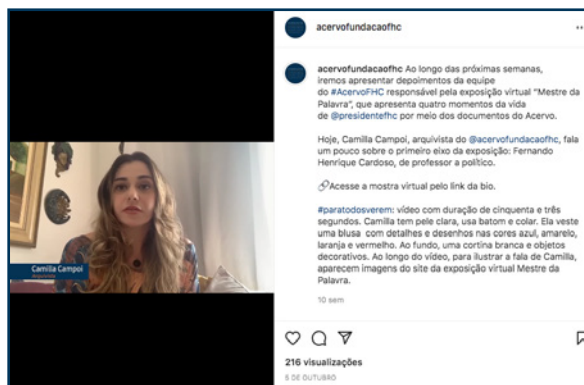 Camilla Campoi
Arquivista
acervofundacaofhc
acervofundacaofhc Ao longo das próximas semanas,
iremos apresentar depoimentos da equipe
do #AcervoFHC responsável pela exposição virtual “Mestre da
Palavra”, que apresenta quatro momentos da vida
de @presidentefhc por meio dos documentos do Acervo.
Hoje, Camilla Campoi, arquivista do @acervofundacaofhc, fala
um pouco sobre o primeiro eixo da exposição: Fernando
Henrique Cardoso, de professor a político.
🔗Acesse a mostra virtual pelo link da bio.
#paratodosverem: vídeo com duração de cinquenta e três
segundos. Camilla tem pele clara, usa batom e colar. Ela veste
uma blusa com detalhes e desenhos nas cores azul, amarelo,
laranja e vermelho. Ao fundo, uma cortina branca e objetos
decorativos. Ao longo do vídeo, para ilustrar a fala de Camilla,
aparecem imagens do site da exposição virtual Mestre da
Palavra.
10 sem
216 visualizações
5 DE OUTUBRO